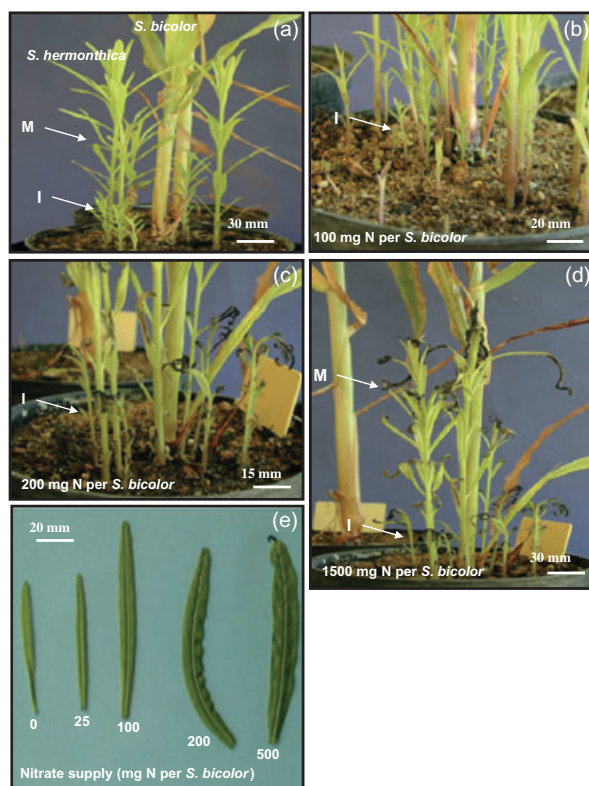 (a)
S. bicolor
S. hermonthica
M
I
30 mm
(b)
I
20 mm
100 mg N per S. bicolor
(c)
I
200 mg N per S. bicolor
15 mm
(d)
M
I
30 mm
1500 mg N per S. bicolor
(e)
20 mm
0
25
100
200
500
Nitrate supply (mg N per S. bicolor)